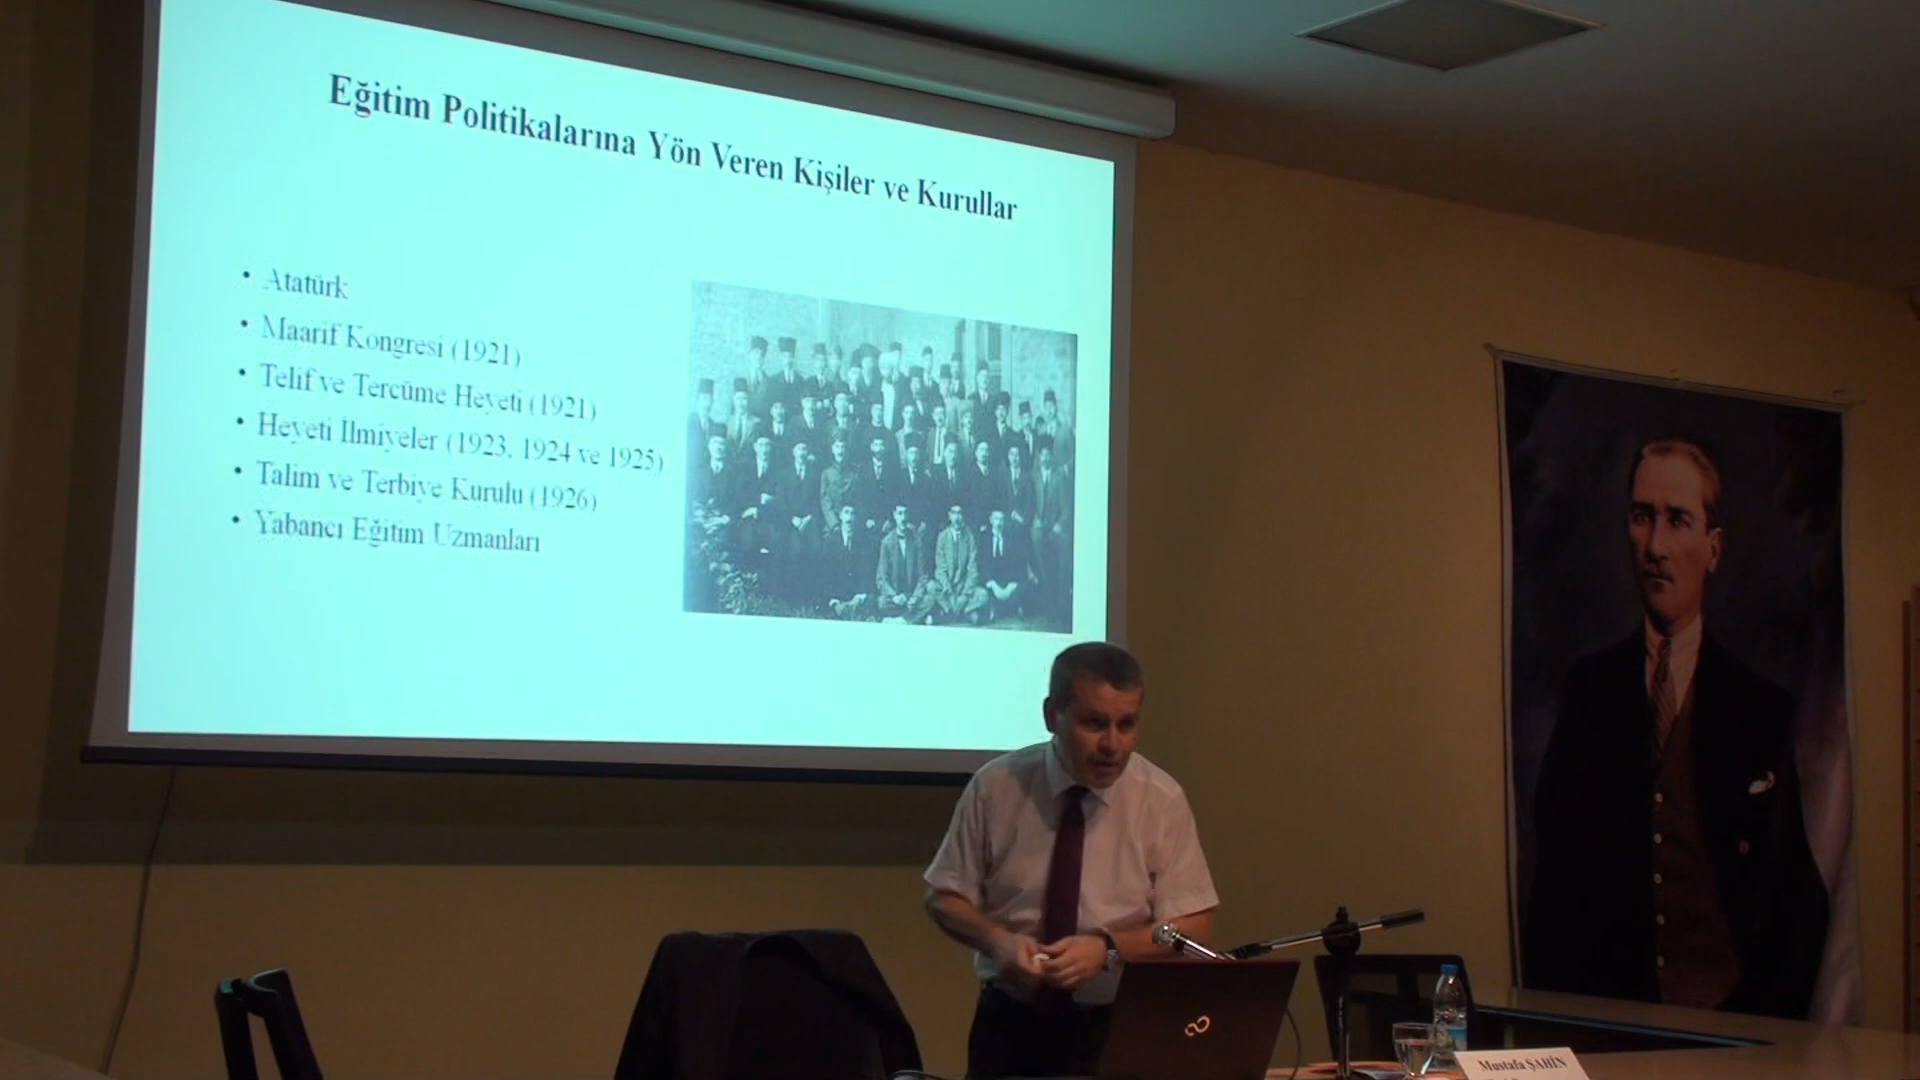 Eğitim Politikalarına Yön Veren Kişiler ve Kurullar
• Atatürk
• Maarif Kongresi (1921)
• Telif ve Tercüme Heyeti (1921)
• Heyeti İlmiyeler (1923, 1924 ve 1925)
• Talim ve Terbiye Kurulu (1926)
• Yabancı Eğitim Uzmanları
Mustafa ŞAHİN